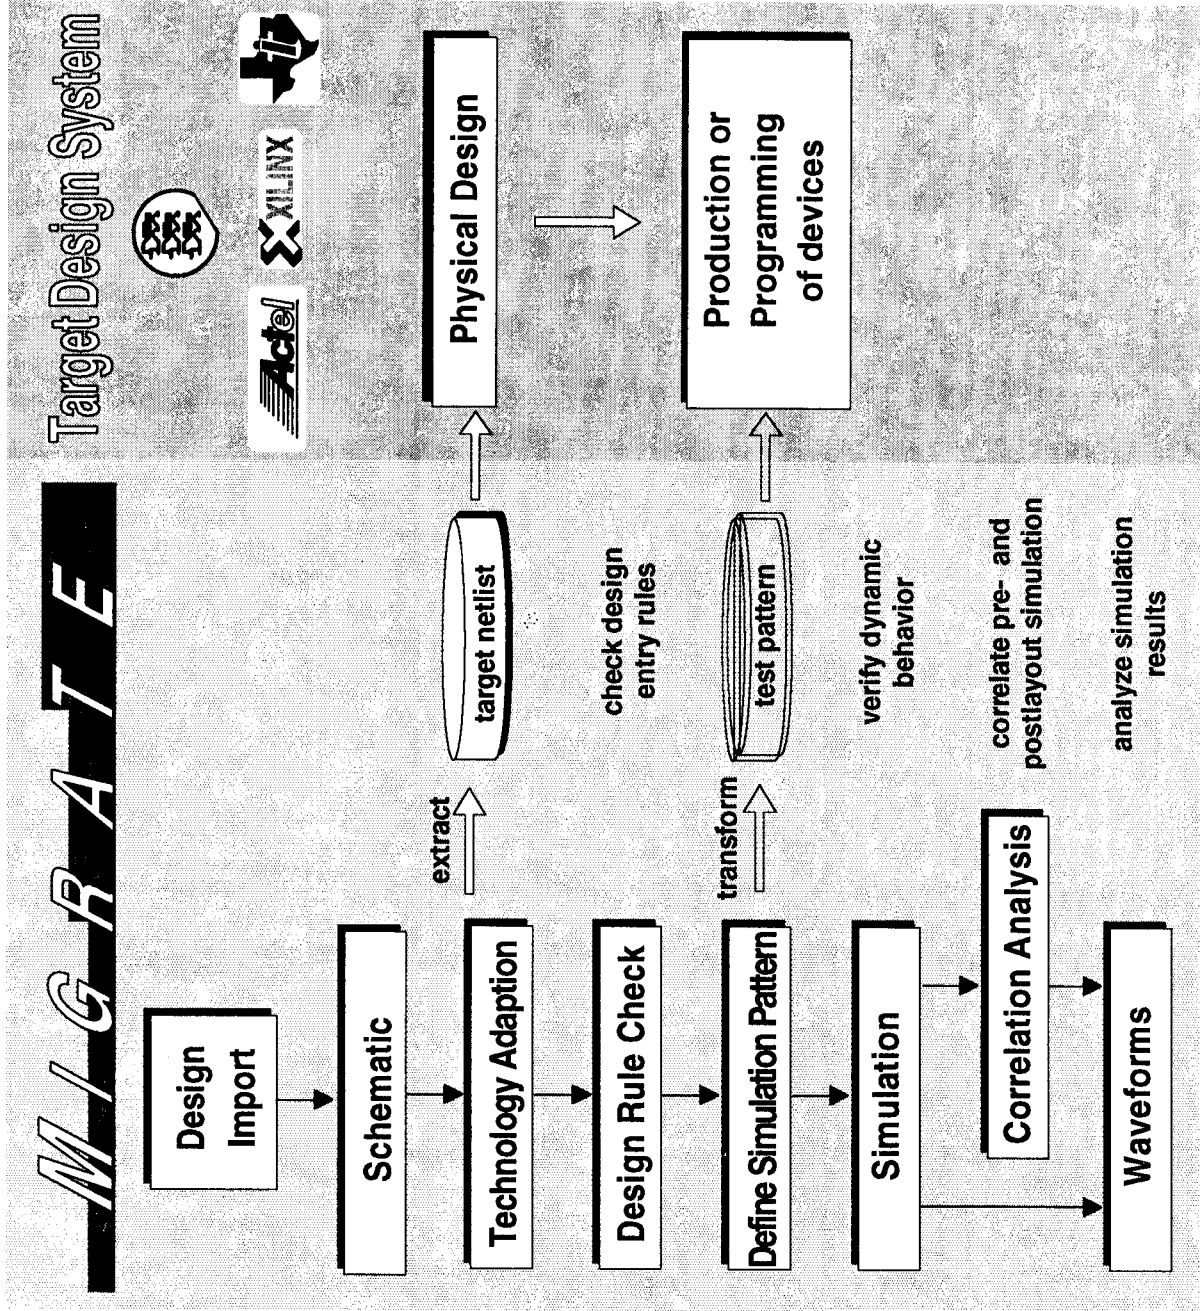 MIGRATE
Target Design System
Actel
XILINX
Design
Import
Schematic
Technology Adaption
extract
target netlist
Physical Design
Design Rule Check
check design
entry rules
Define Simulation Pattern
transform
test pattern
Production or
Programming
of devices
Simulation
verify dynamic
behavior
Correlation Analysis
correlate pre- and
postlayout simulation
Waveforms
analyze simulation
results